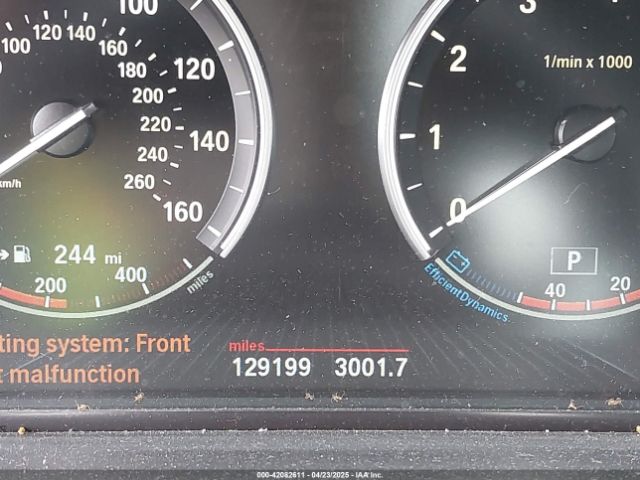 100
100 120 140
160
180 120
200
220 140
240
260 160
km/h
244 mi
200 400 miles
3
2 1/min x 1000
1
0
P
EfficientDynamics
40 20
ting system: Front
malfunction
miles
129199 3001.7
000-42082611 - 04/23/2025 - IAA Inc.